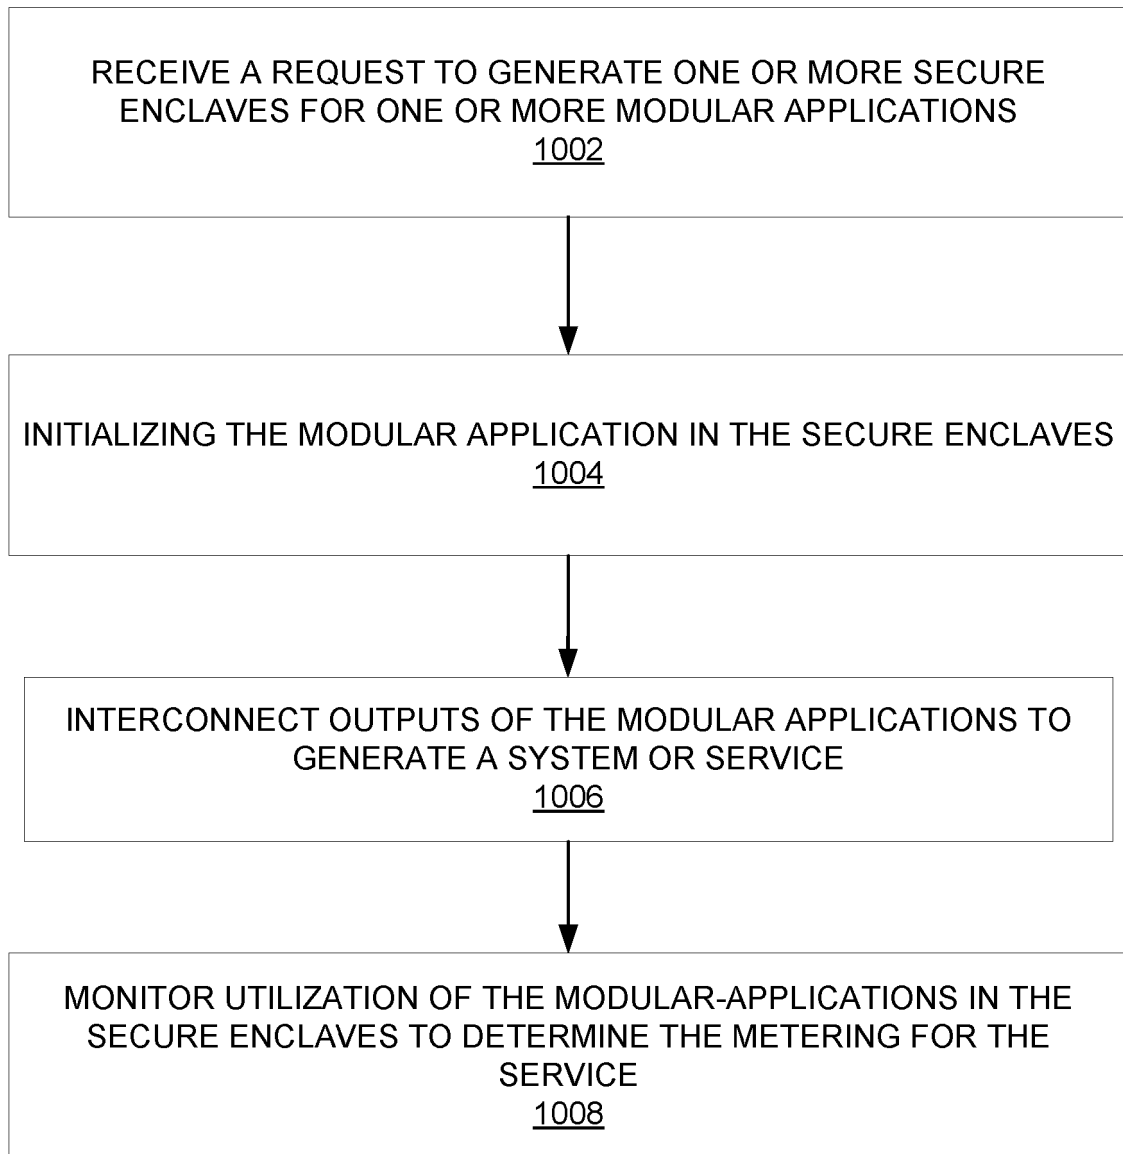 RECEIVE A REQUEST TO GENERATE ONE OR MORE SECURE
ENCLAVES FOR ONE OR MORE MODULAR APPLICATIONS
1002
INITIALIZING THE MODULAR APPLICATION IN THE SECURE ENCLAVES
1004
INTERCONNECT OUTPUTS OF THE MODULAR APPLICATIONS TO
GENERATE A SYSTEM OR SERVICE
1006
MONITOR UTILIZATION OF THE MODULAR-APPLICATIONS IN THE
SECURE ENCLAVES TO DETERMINE THE METERING FOR THE
SERVICE
1008